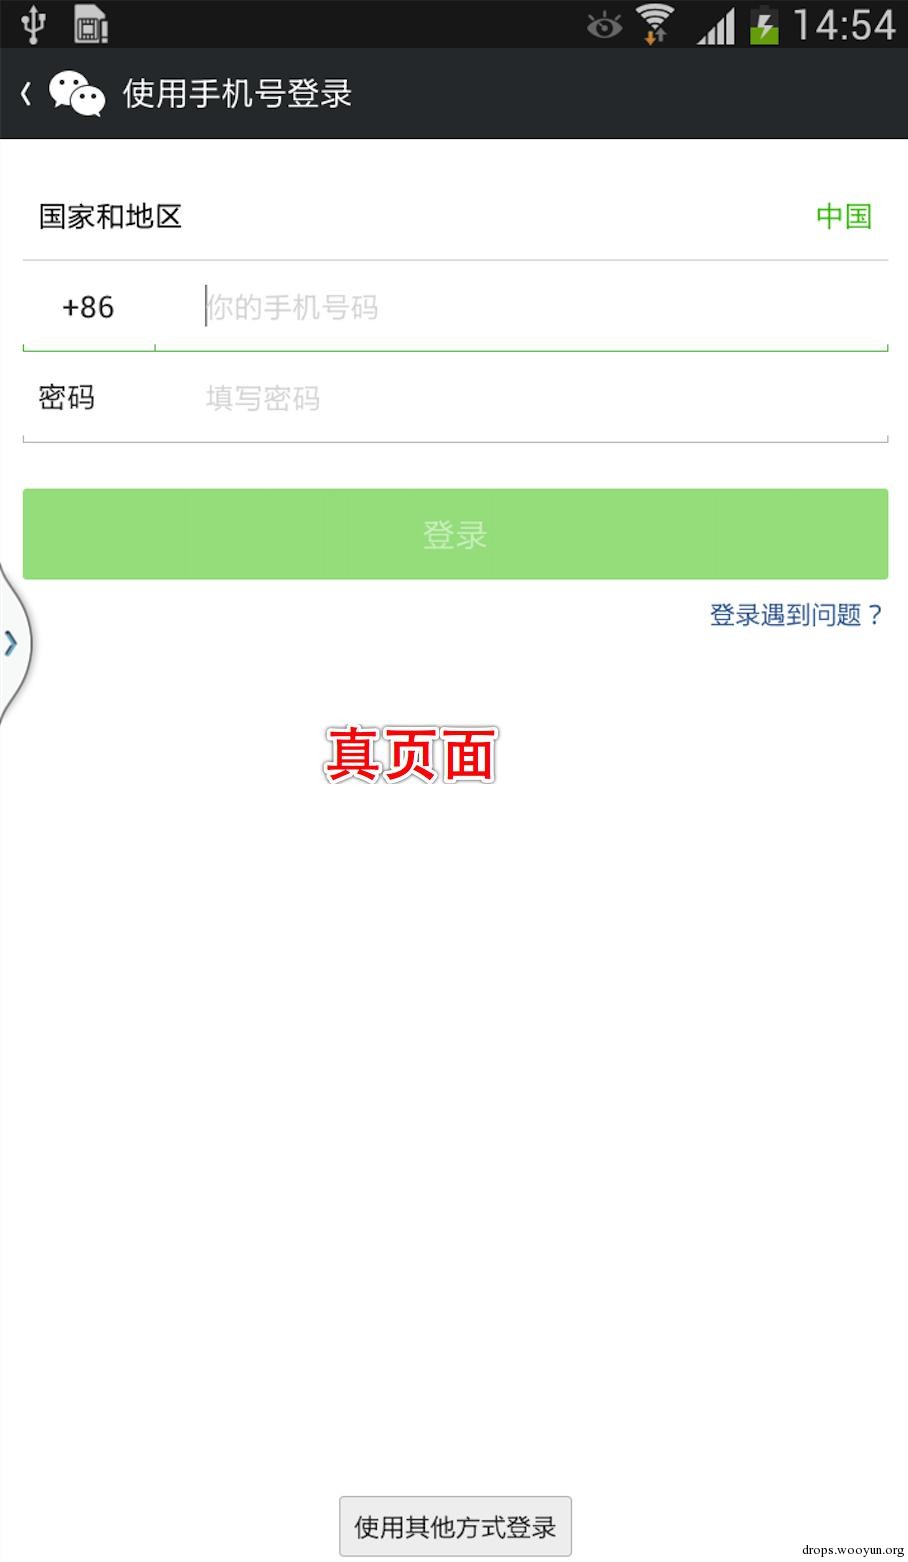 14:54
使用手机号登录
国家和地区 中国
+86 你的手机号码
密码 填写密码
登录
登录遇到问题？
真页面
使用其他方式登录
drops.wooyun.org